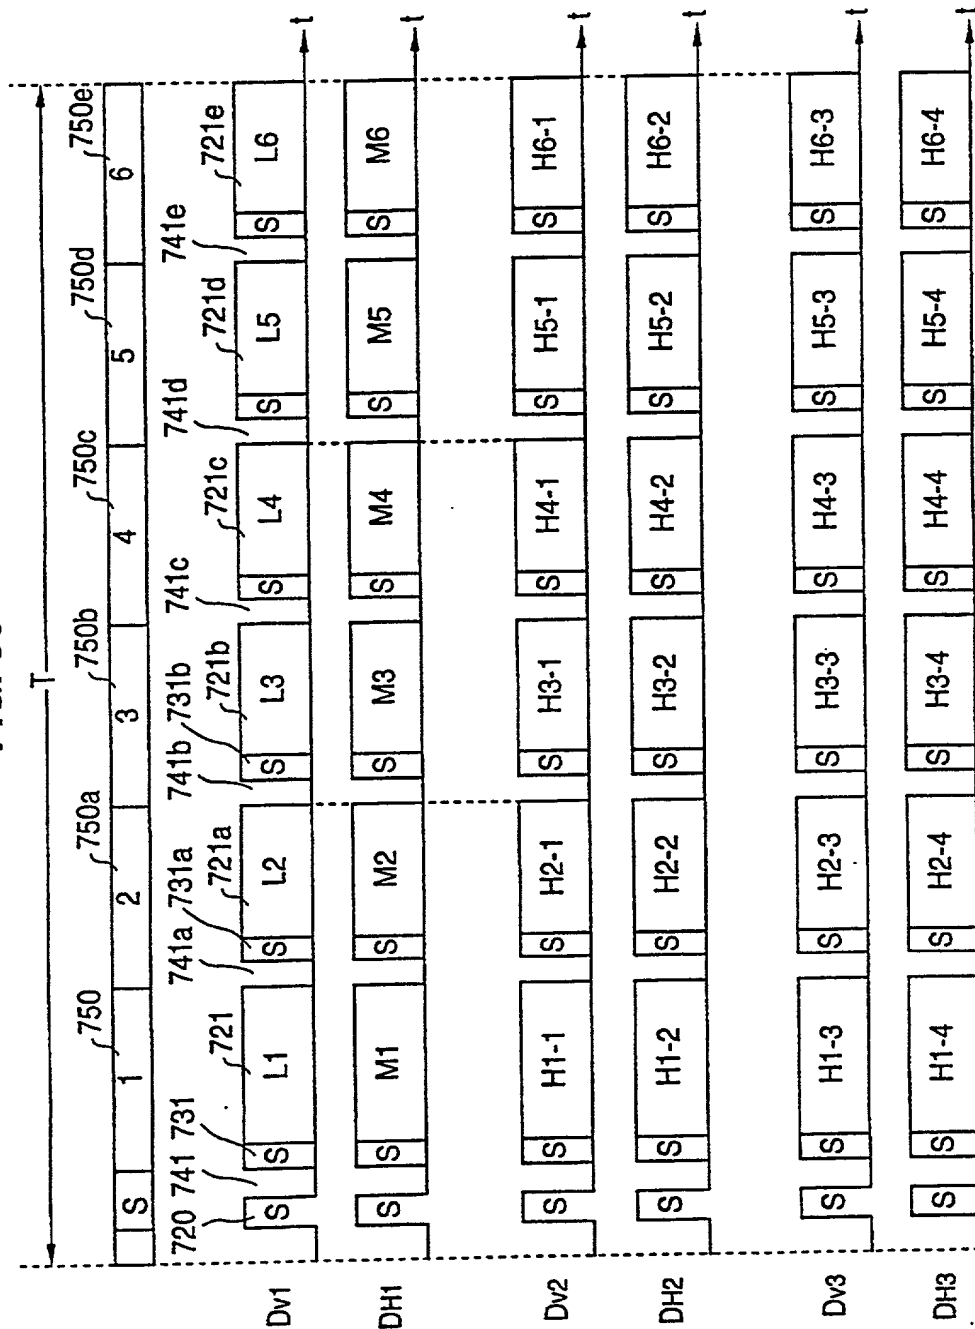 T
750 750a 750b 750c 750d 750e
S 1 2 3 4 5 6
720 741 731 721 741a 731a 721a 741b 731b 721b 741c 721c 741d 721d 741e 721e
Dv1 S S L1 S L2 S L3 S L4 S L5 S L6 t
DH1 S S M1 S M2 S M3 S M4 S M5 S M6 t
Dv2 S S H1-1 S H2-1 S H3-1 S H4-1 S H5-1 S H6-1 t
DH2 S S H1-2 S H2-2 S H3-2 S H4-2 S H5-2 S H6-2 t
Dv3 S S H1-3 S H2-3 S H3-3 S H4-3 S H5-3 S H6-3 t
DH3 S S H1-4 S H2-4 S H3-4 S H4-4 S H5-4 S H6-4 t